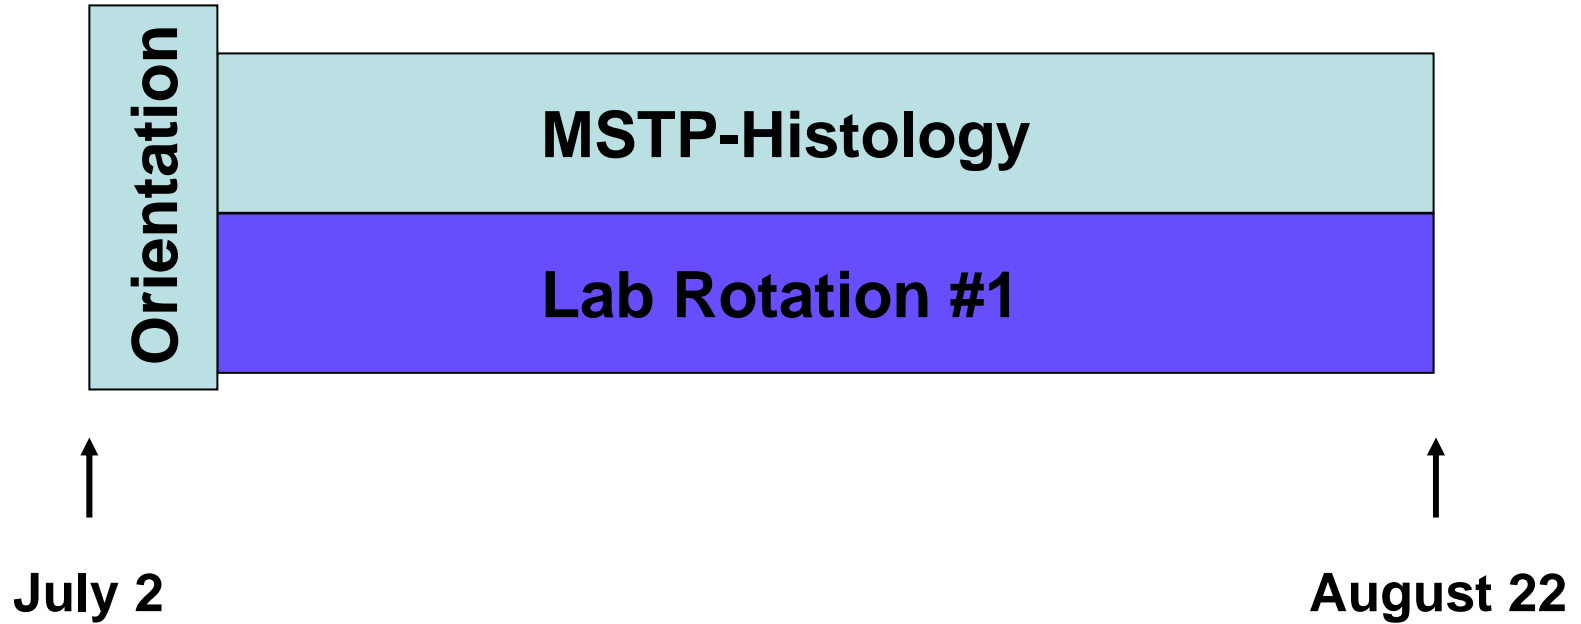 Orientation
MSTP-Histology
Lab Rotation #1
July 2
August 22